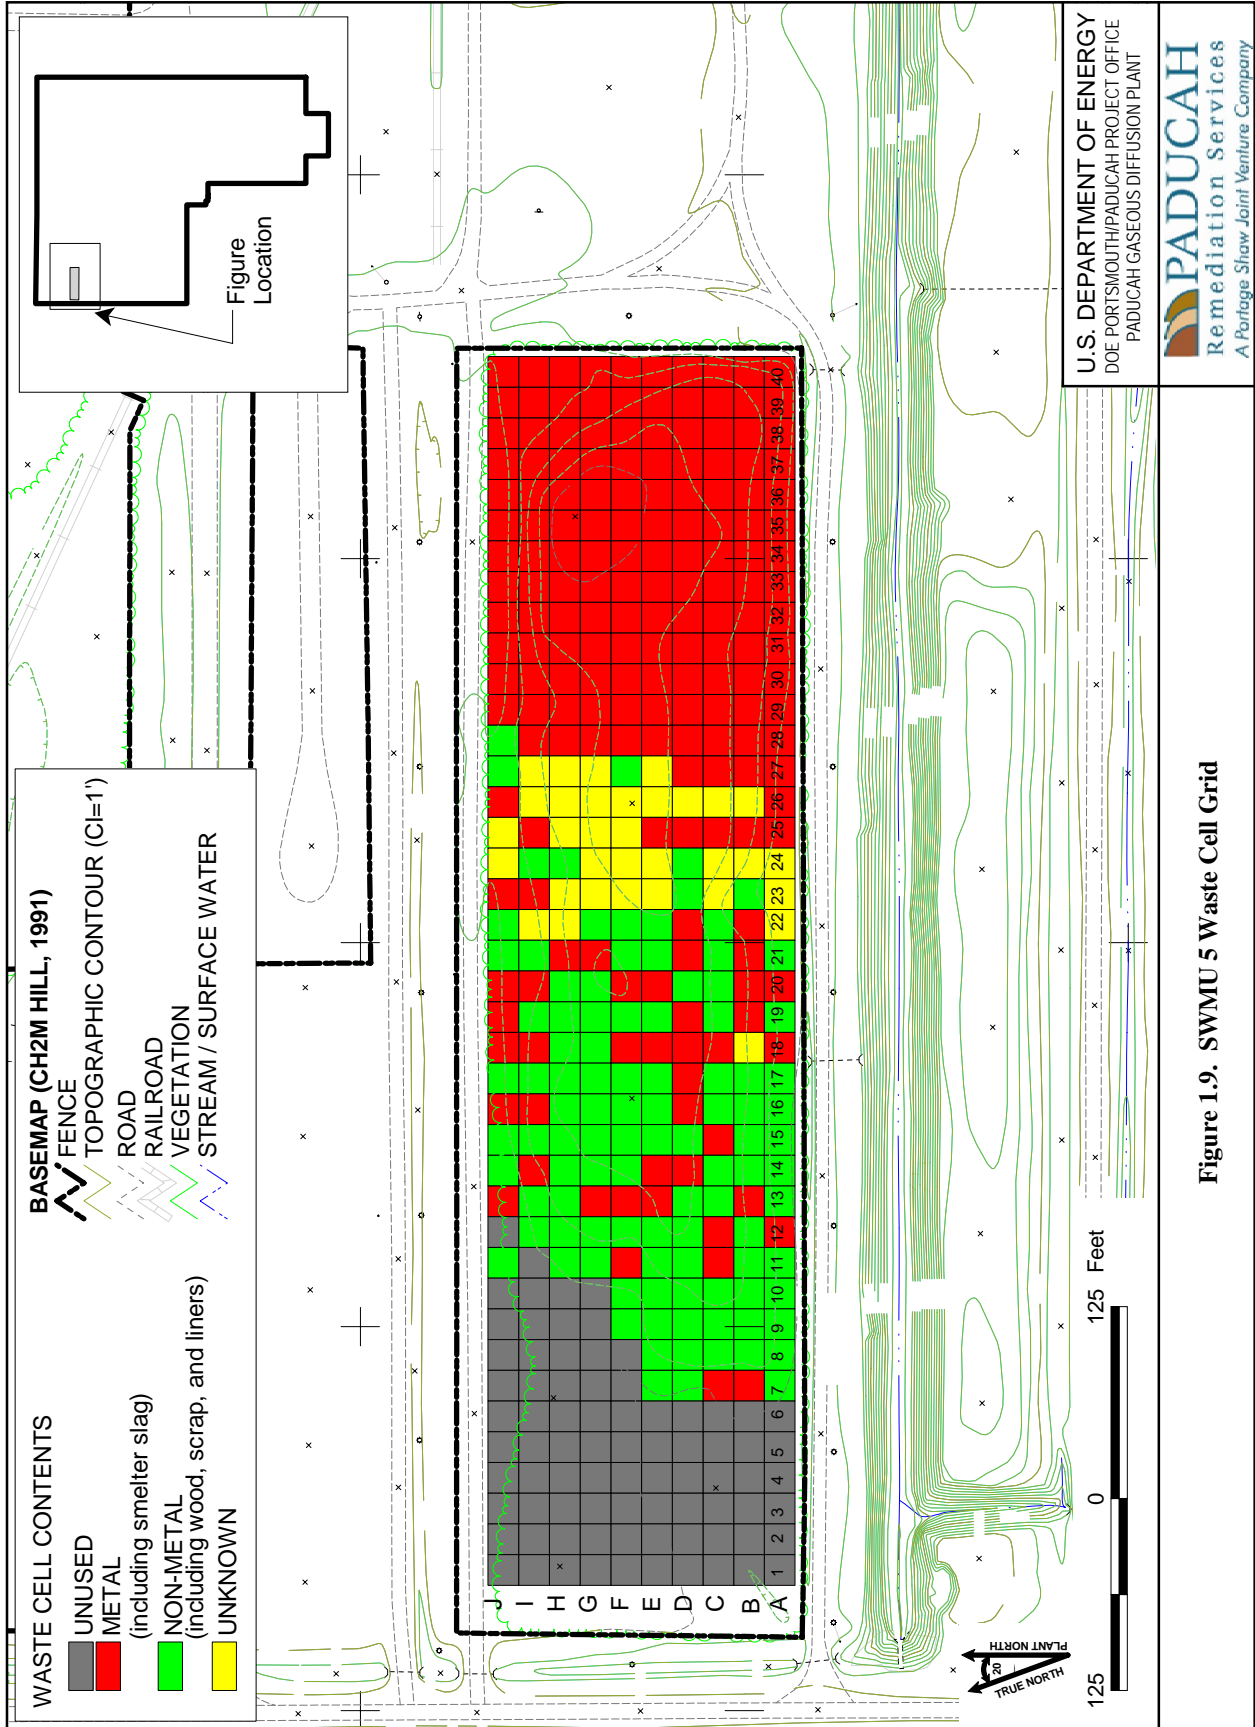 WASTE CELL CONTENTS
UNUSED
METAL
(including smelter slag)
NON-METAL
(including wood, scrap, and liners)
UNKNOWN
BASEMAP (CH2M HILL, 1991)
FENCE
TOPOGRAPHIC CONTOUR (CI=1')
ROAD
RAILROAD
VEGETATION
STREAM / SURFACE WATER
Figure
Location
J
I
H
G
F
E
D
C
B
A
1 2 3 4 5 6 7 8 9 10 11 12 13 14 15 16 17 18 19 20 21 22 23 24 25 26 27 28 29 30 31 32 33 34 35 36 37 38 39 40
PLANT NORTH
20
TRUE NORTH
125 0 125 Feet
U.S. DEPARTMENT OF ENERGY
DOE PORTSMOUTH/PADUCAH PROJECT OFFICE
PADUCAH GASEOUS DIFFUSION PLANT
PADUCAH
Remediation Services
A Portage Shaw Joint Venture Company
Figure 1.9. SWMU 5 Waste Cell Grid